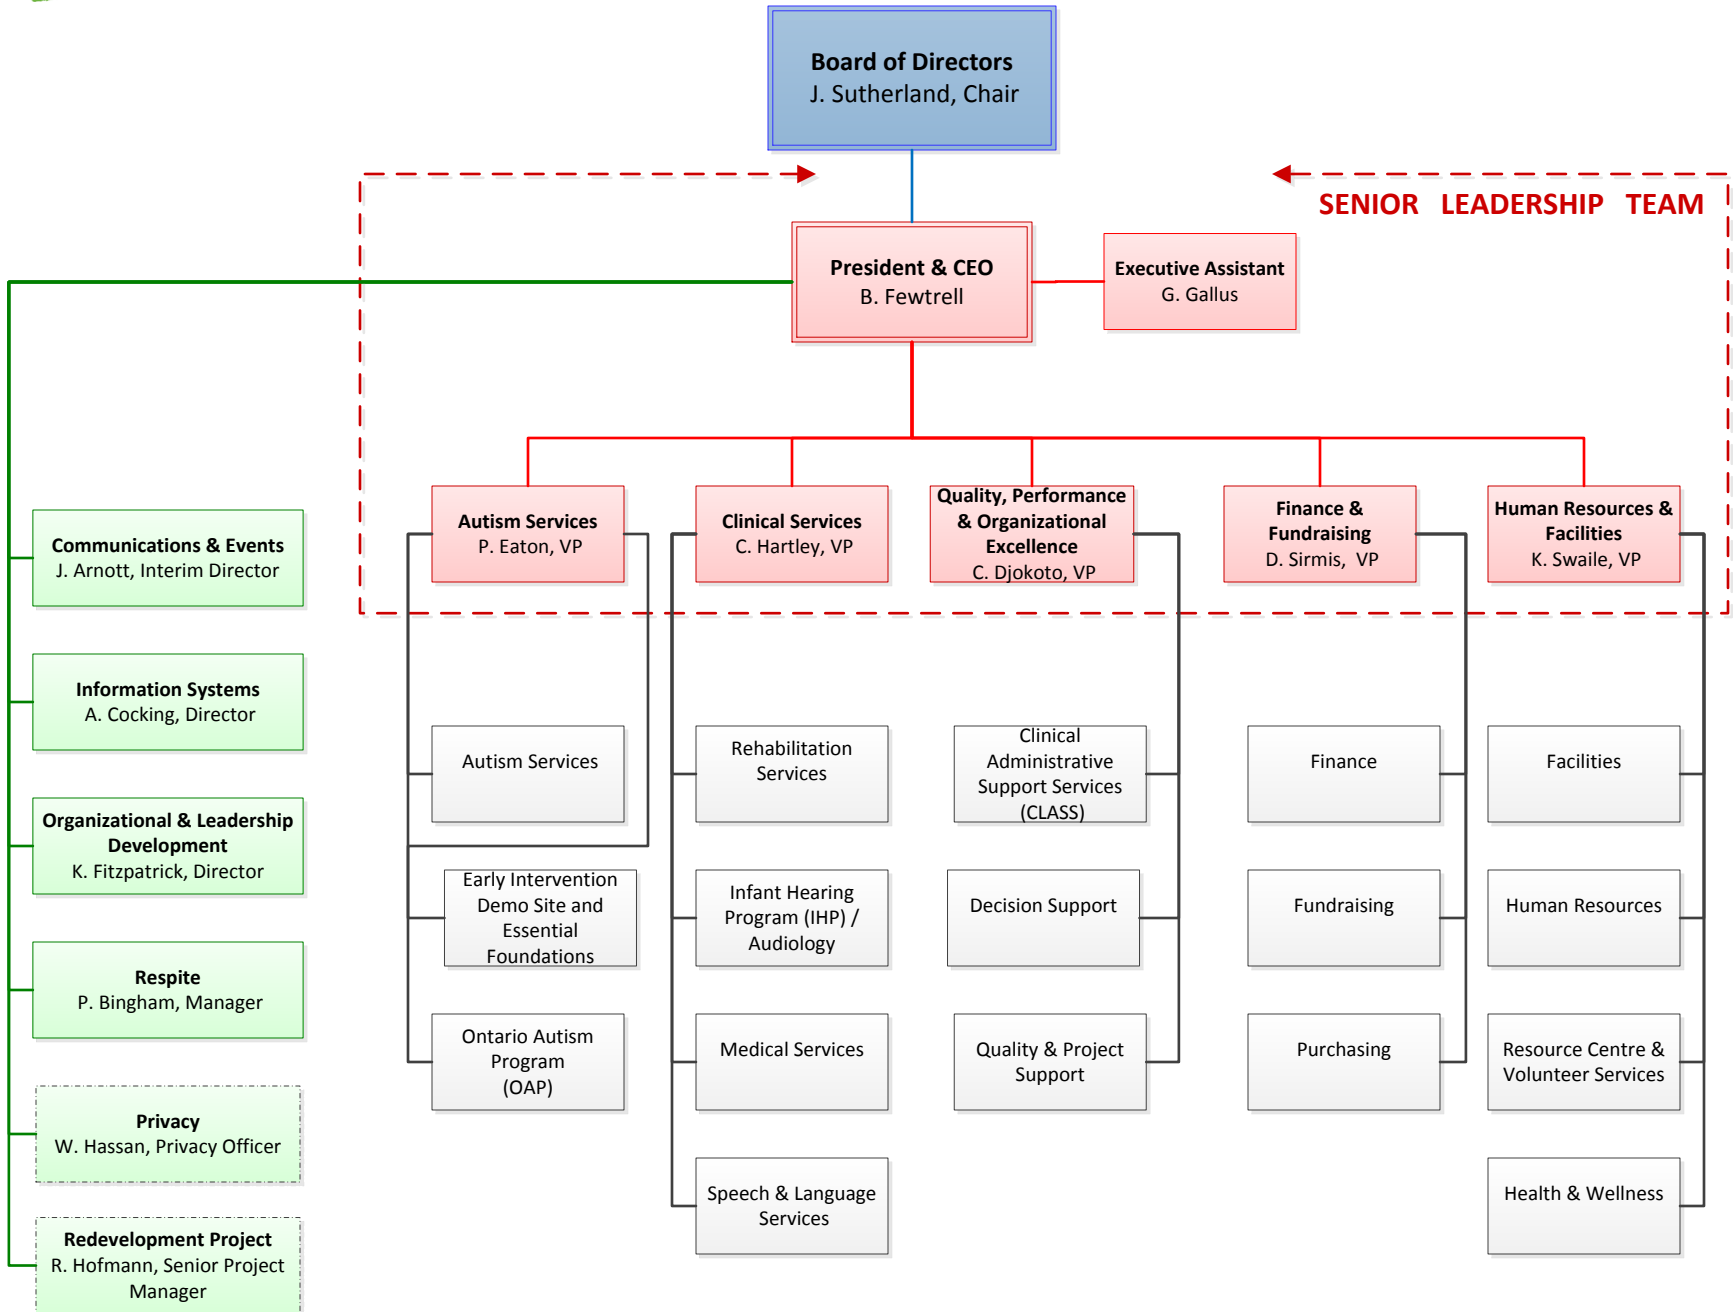 Board of Directors
J. Sutherland, Chair
SENIOR LEADERSHIP TEAM
President & CEO
B. Fewtrell
Executive Assistant
G. Gallus
Communications & Events
J. Arnott, Interim Director
Information Systems
A. Cocking, Director
Organizational & Leadership
Development
K. Fitzpatrick, Director
Respite
P. Bingham, Manager
Privacy
W. Hassan, Privacy Officer
Redevelopment Project
R. Hofmann, Senior Project
Manager
Autism Services
P. Eaton, VP
Autism Services
Early Intervention
Demo Site and
Essential
Foundations
Ontario Autism
Program
(OAP)
Clinical Services
C. Hartley, VP
Rehabilitation
Services
Infant Hearing
Program (IHP) /
Audiology
Medical Services
Speech & Language
Services
Quality, Performance
& Organizational
Excellence
C. Djokoto, VP
Clinical
Administrative
Support Services
(CLASS)
Decision Support
Quality & Project
Support
Finance &
Fundraising
D. Sirmis, VP
Finance
Fundraising
Purchasing
Human Resources &
Facilities
K. Swaile, VP
Facilities
Human Resources
Resource Centre &
Volunteer Services
Health & Wellness